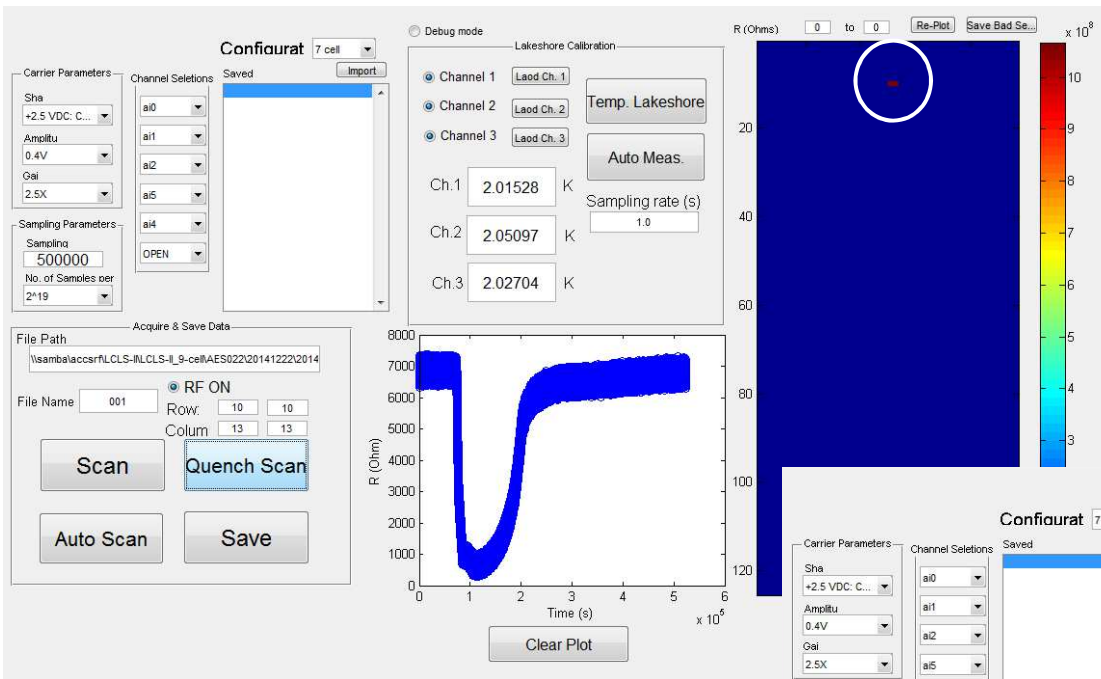 Debug mode
Configurat 7 cell
Import
Carrier Parameters
Sha
+2.5 VDC: C...
Amplitu
0.4V
Gai
2.5X
Channel Seletions
ai0
ai1
ai2
ai5
ai4
OPEN
Saved
Sampling Parameters
Sampling
500000
No. of Samples per
2^19
Lakeshore Calibration
Channel 1 Laod Ch. 1
Channel 2 Laod Ch. 2
Channel 3 Laod Ch. 3
Temp. Lakeshore
Auto Meas.
Sampling rate (s)
1.0
Ch.1 2.01528 K
Ch.2 2.05097 K
Ch.3 2.02704 K
Acquire & Save Data
File Path
\\samba\accsrf\LCLS-II\LCLS-II_9-cell\AES022\20141222\2014
File Name 001
RF ON
Row: 10 10
Colum 13 13
Scan
Quench Scan
Auto Scan
Save
8000
7000
6000
5000
4000
3000
2000
1000
0
R (Ohm)
0 1 2 3 4 5 6
Time (s)
x 10^5
Clear Plot
R (Ohms) 0 to 0 Re-Plot Save Bad Se...
x 10^8
20
40
60
80
100
120
10
9
8
7
6
5
4
3
Configurat 7
Carrier Parameters
Sha
+2.5 VDC: C...
Amplitu
0.4V
Gai
2.5X
Channel Seletions
ai0
ai1
ai2
ai5
Saved